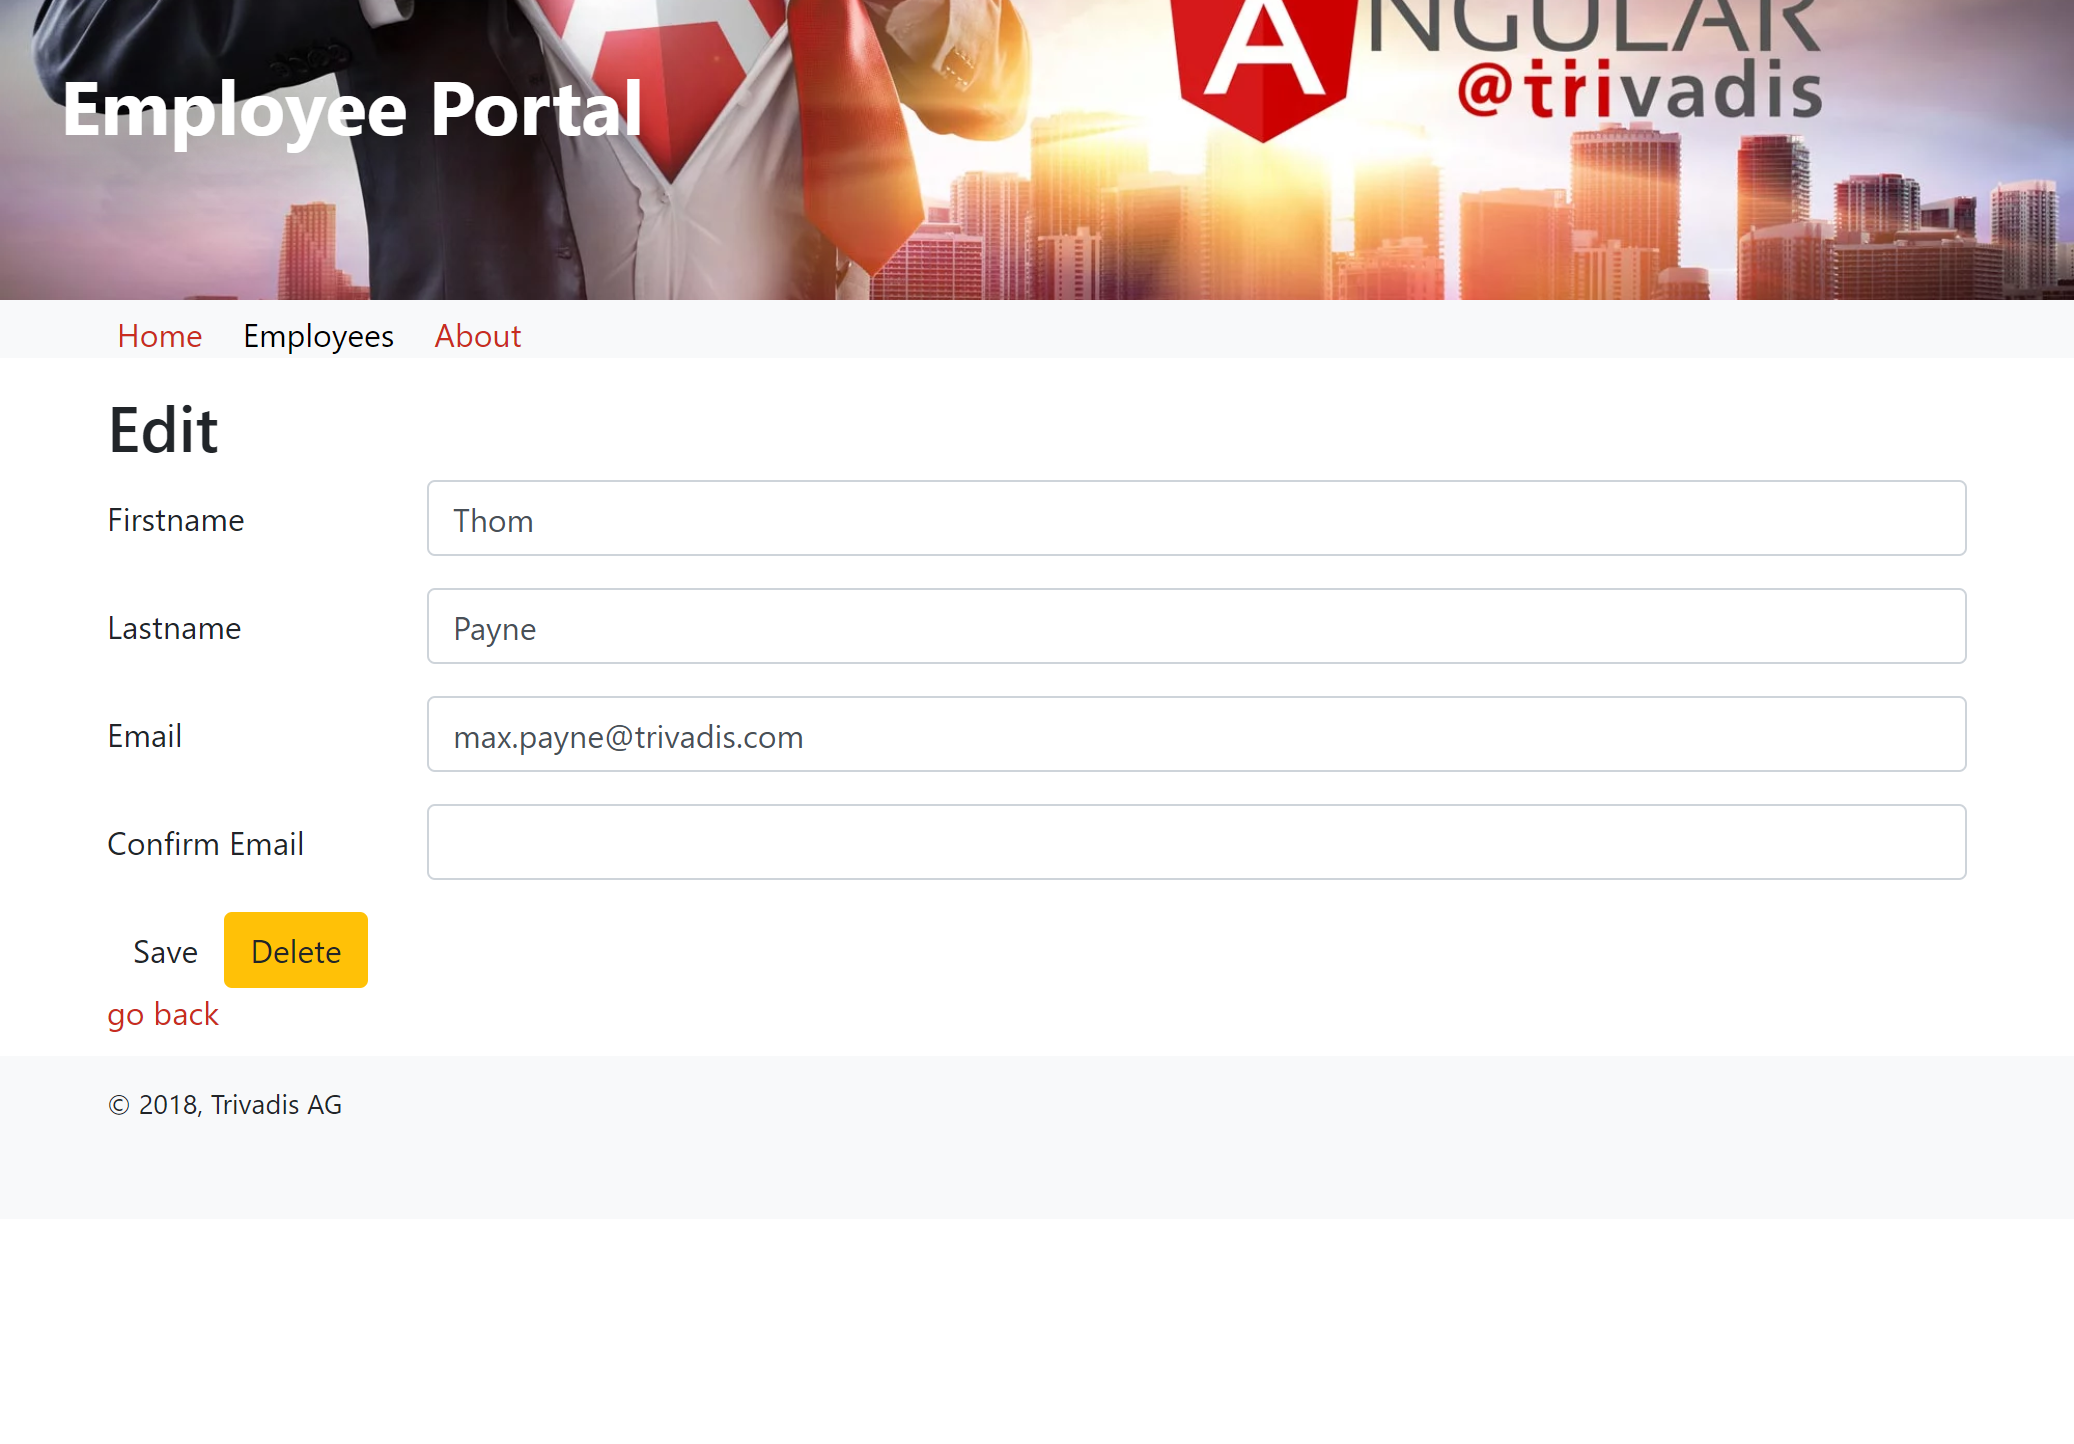 ANGULAR
@trivadis
Employee Portal
Home Employees About
Edit
Firstname Thom
Lastname Payne
Email max.payne@trivadis.com
Confirm Email
Save Delete
go back
© 2018, Trivadis AG